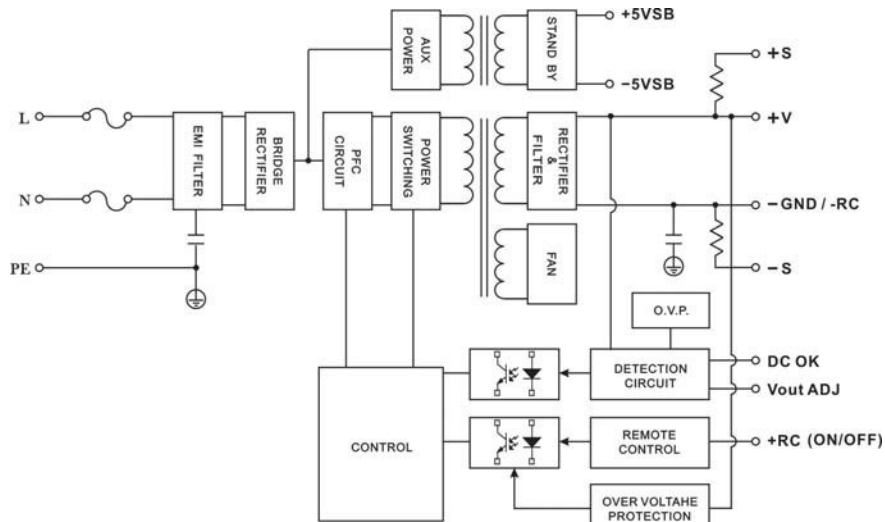 +5VSB
AUX
POWER
STAND BY
-5VSB
+S
L
EMI FILTER
BRIDGE
RECTIFIER
PFC
CIRCUIT
POWER
SWITCHING
RECTIFIER
&
FILTER
+V
N
-GND / -RC
PE
FAN
-S
O.V.P.
DETECTION
CIRCUIT
DC OK
Vout ADJ
CONTROL
REMOTE
CONTROL
+RC (ON/OFF)
OVER VOLTAHE
PROTECTION